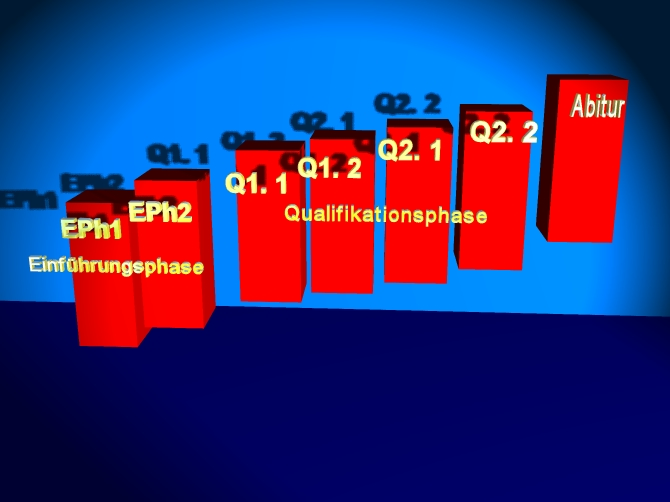 EPh1
EPh2
Einführungsphase
Q1. 1
Q1. 2
Q2. 1
Q2. 2
Qualifikationsphase
Abitur